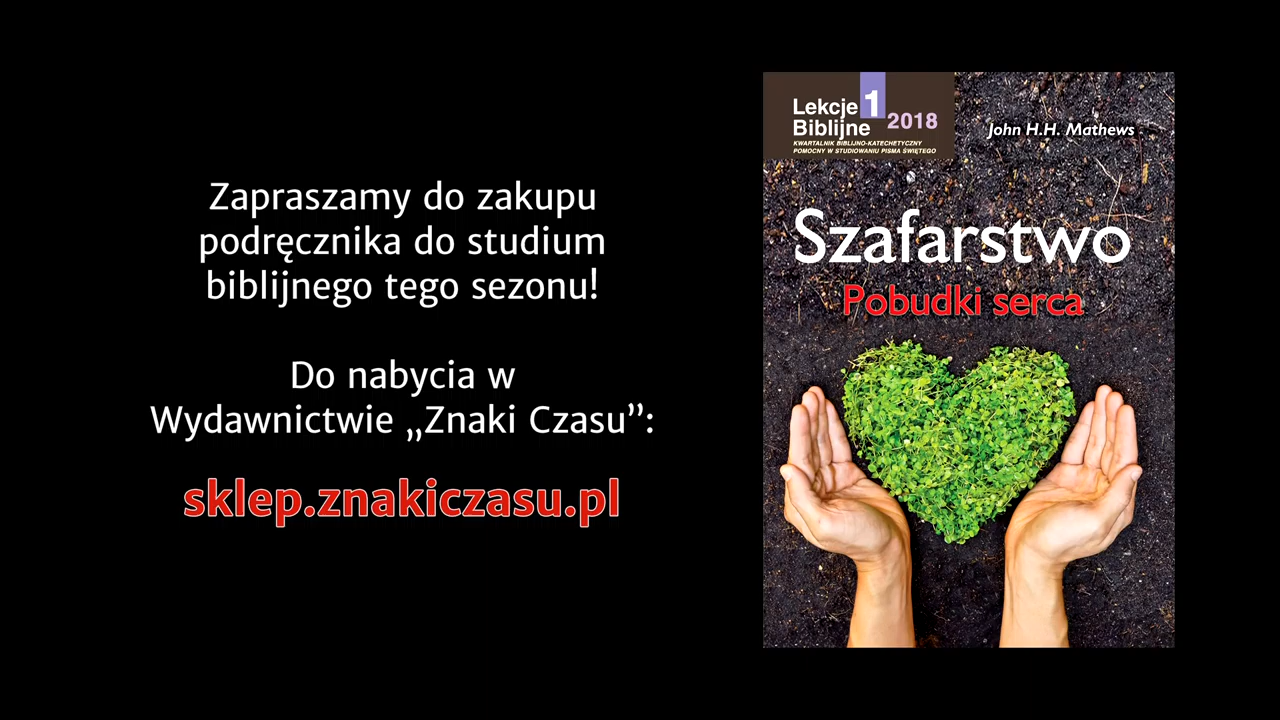 Zapraszamy do zakupu
podręcznika do studium
biblijnego tego sezonu!
Do nabycia w
Wydawnictwie „Znaki Czasu”:
sklep.znakiczasu.pl
Lekcje 1
Biblijne 2018
KWARTALNIK BIBLIJNO-KATECHETYCZNY
POMOCNY W STUDIOWANIU PISMA ŚWIĘTEGO
John H.H. Mathews
Szafarstwo
Pobudki serca